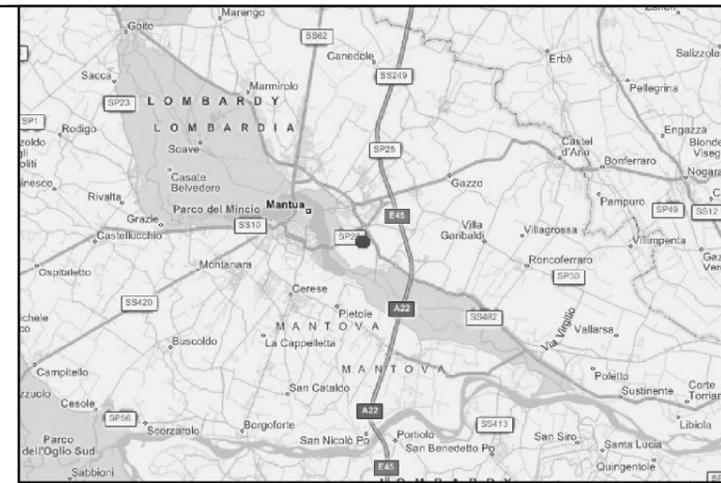 Marengo
Goito
SS62
Canedole
Erbè
Salizzole
SS249
Sacca
Marmirolo
Pellegrina
SP23
LOMBARDY
SP1
Rodigo
LOMBARDIA
Engazza
Soave
SP25
Castel
d'Ario
Bionde
Bonferraro
Casate
Belvedere
Gazzo
Nogara
Rivalta
Pampuro
Parco del Mincio
Mantua
SP49
SS12
Grazie
E45
Villa
Garibaldi
Villagrossa
Castellucchio
SS10
Villimpenta
Montanara
Roncoferraro
Ospitaletto
SP30
Cerese
SS420
A22
Pietole
SS482
MANTOVA
Via Virgilio
Vallarsa
Buscoldo
La Cappelletta
Campitello
MANTOVA
Poletto
San Cataldo
Sustinente
Corte
Cesole
A22
SP56
Scorzarolo
Borgoforte
SS413
Libiola
San Nicolò Po
Portiolo
San Siro
Parco
dell'Oglio Sud
San Benedetto Po
Santa Lucia
Quingentole
Sabbioni
E45